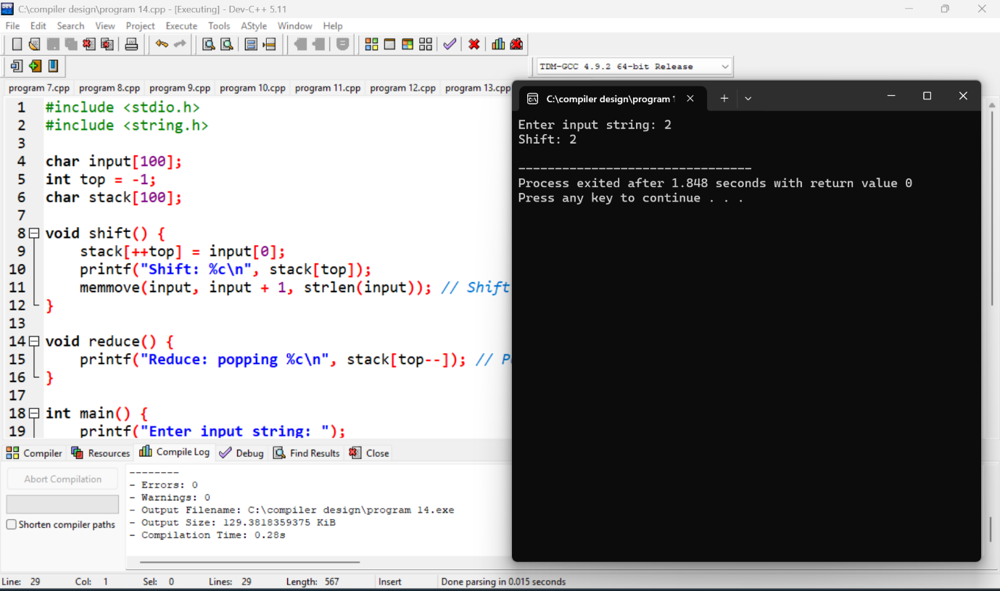 C:\compiler design\program 14.cpp - [Executing] - Dev-C++ 5.11
File Edit Search View Project Execute Tools AStyle Window Help
TDM-GCC 4.9.2 64-bit Release
program 7.cpp program 8.cpp program 9.cpp program 10.cpp program 11.cpp program 12.cpp program 13.cpp
1 #include <stdio.h>
2 #include <string.h>
3
4 char input[100];
5 int top = -1;
6 char stack[100];
7
8 void shift() {
9 stack[++top] = input[0];
10 printf("Shift: %c\n", stack[top]);
11 memmove(input, input + 1, strlen(input)); // Shift
12 }
13
14 void reduce() {
15 printf("Reduce: popping %c\n", stack[top--]); // P
16 }
17
18 int main() {
19 printf("Enter input string: ");
C:\compiler design\program 1
Enter input string: 2
Shift: 2
--------------------------------
Process exited after 1.848 seconds with return value 0
Press any key to continue . . .
Compiler Resources Compile Log Debug Find Results Close
Abort Compilation
Shorten compiler paths
--------
- Errors: 0
- Warnings: 0
- Output Filename: C:\compiler design\program 14.exe
- Output Size: 129.3818359375 KiB
- Compilation Time: 0.28s
Line: 29 Col: 1 Sel: 0 Lines: 29 Length: 567 Insert Done parsing in 0.015 seconds